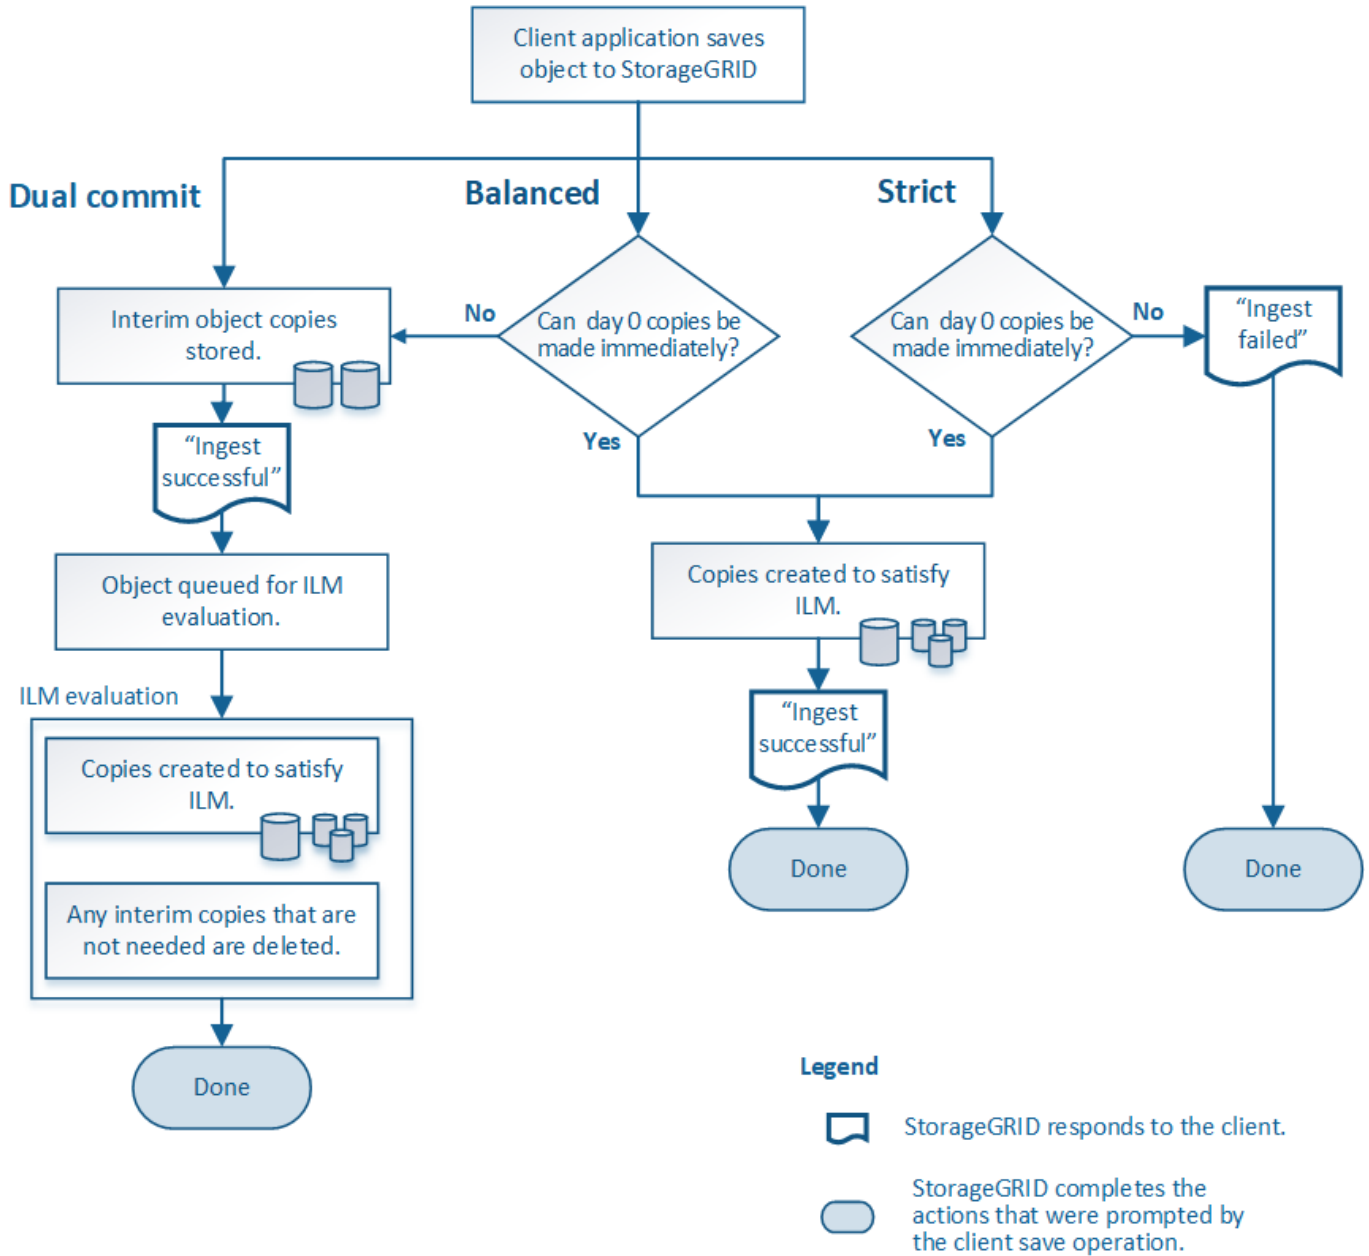 Client application saves
object to StorageGRID
Dual commit
Balanced
Strict
Interim object copies
stored.
No
Can day 0 copies be
made immediately?
Yes
Can day 0 copies be
made immediately?
No
Yes
“Ingest
failed”
“Ingest
successful”
Object queued for ILM
evaluation.
Copies created to satisfy
ILM.
ILM evaluation
Copies created to satisfy
ILM.
“Ingest
successful”
Any interim copies that are
not needed are deleted.
Done
Done
Done
Legend
StorageGRID responds to the client.
StorageGRID completes the
actions that were prompted by
the client save operation.